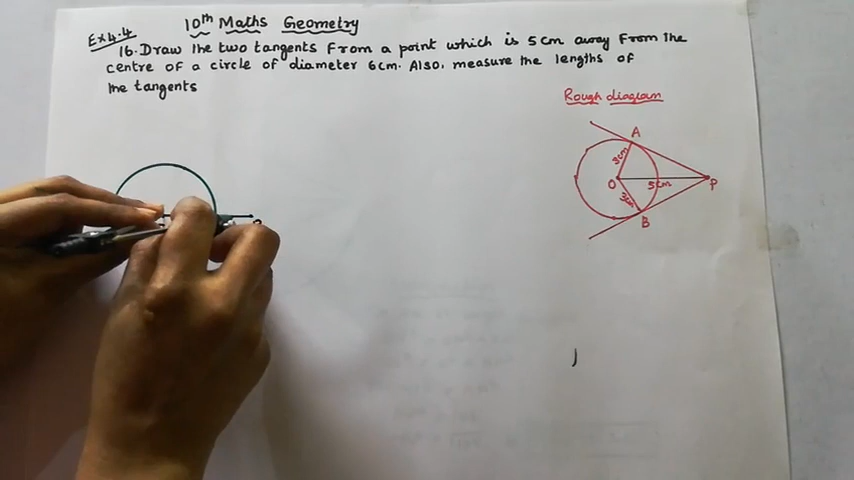 10th Maths Geometry
Ex 4.4
16. Draw the two tangents from a point which is 5cm away from the
centre of a circle of diameter 6cm. Also, measure the lengths of
the tangents
Rough diagram
A
3cm
O
5cm
P
3cm
B